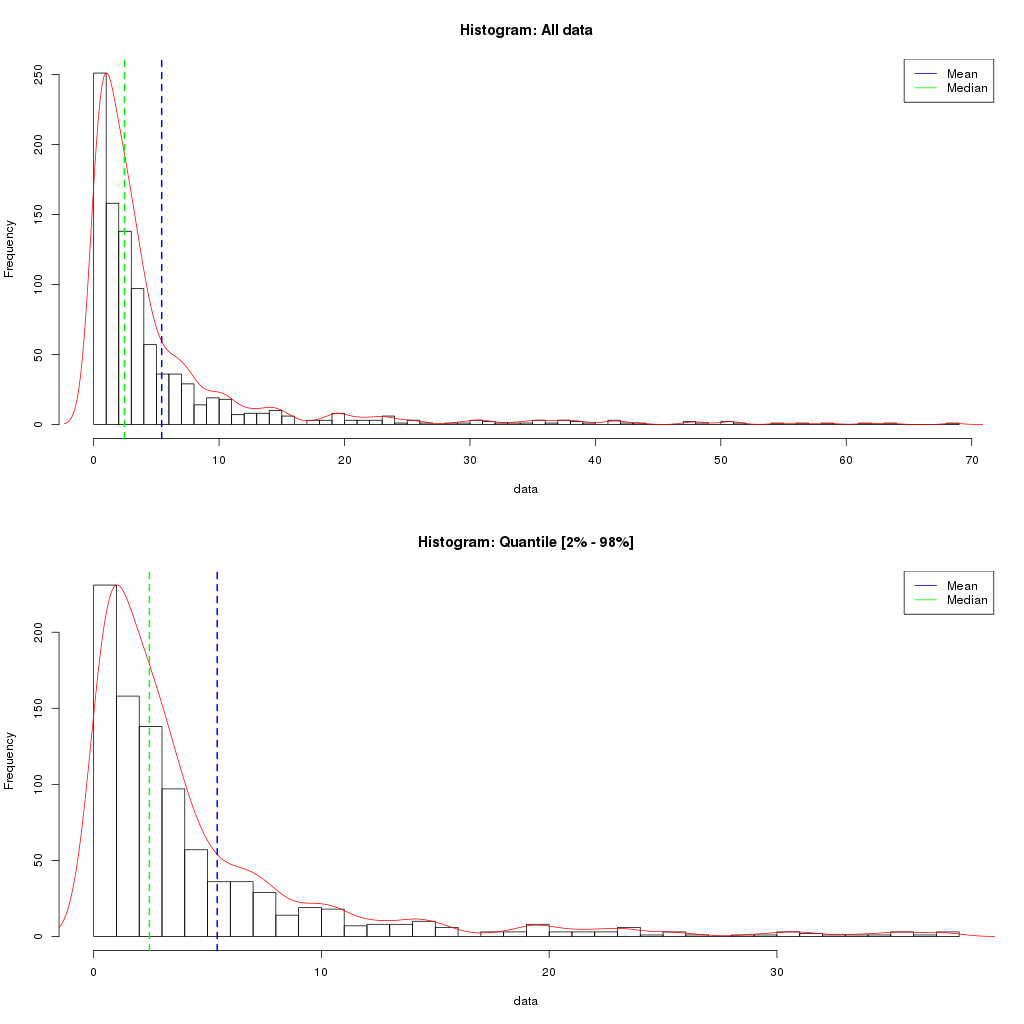 Histogram: All data
Mean
Median
Frequency
0 50 100 150 200 250
0 10 20 30 40 50 60 70
data
Histogram: Quantile [2% - 98%]
Mean
Median
Frequency
0 50 100 150 200
0 10 20 30
data